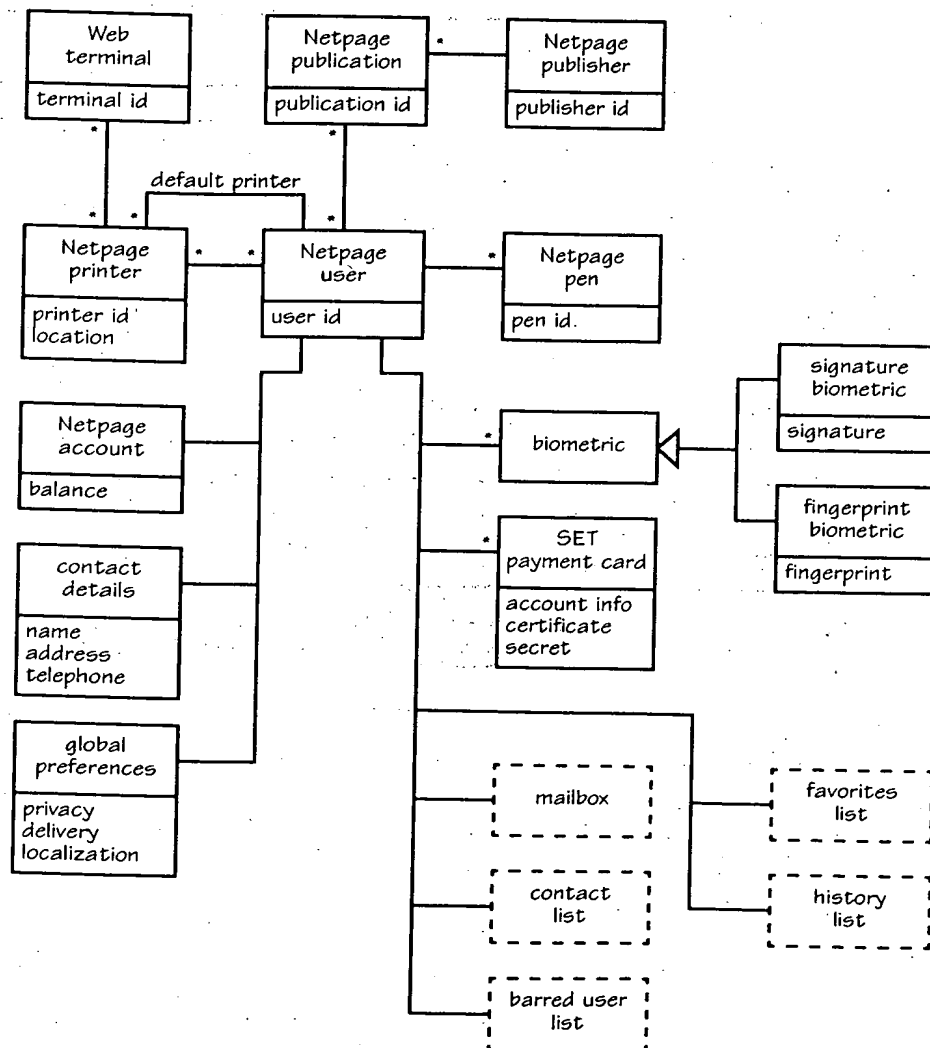 Web
terminal
terminal id
Netpage
publication
publication id
Netpage
publisher
publisher id
*
*
*
default printer
*
*
*
*
*
Netpage
printer
printer id
location
Netpage
user
user id
*
Netpage
pen
pen id.
Netpage
account
balance
*
biometric
signature
biometric
signature
fingerprint
biometric
fingerprint
contact
details
name
address
telephone
*
SET
payment card
account info
certificate
secret
global
preferences
privacy
delivery
localization
mailbox
favorites
list
contact
list
history
list
barred user
list